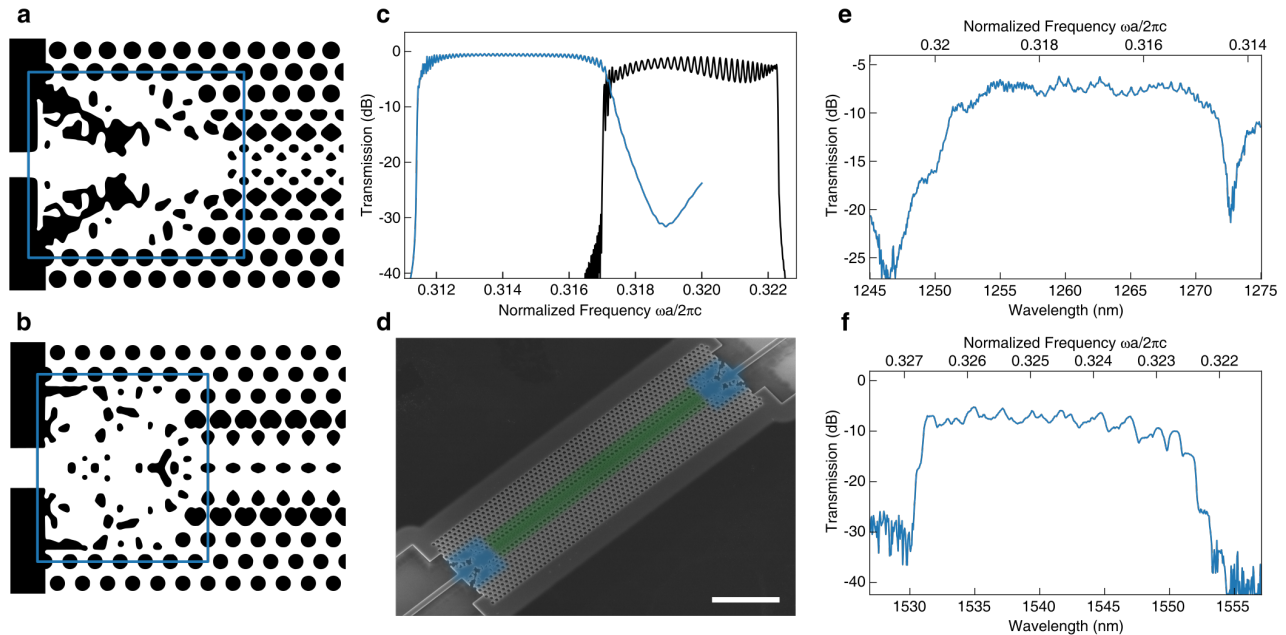 a
b
c
0
-10
-20
-30
-40
Transmission (dB)
0.312 0.314 0.316 0.318 0.320 0.322
Normalized Frequency ωa/2πc
d
e
Normalized Frequency ωa/2πc
0.32 0.318 0.316 0.314
-5
-10
-15
-20
-25
Transmission (dB)
1245 1250 1255 1260 1265 1270 1275
Wavelength (nm)
f
Normalized Frequency ωa/2πc
0.327 0.326 0.325 0.324 0.323 0.322
0
-10
-20
-30
-40
Transmission (dB)
1530 1535 1540 1545 1550 1555
Wavelength (nm)